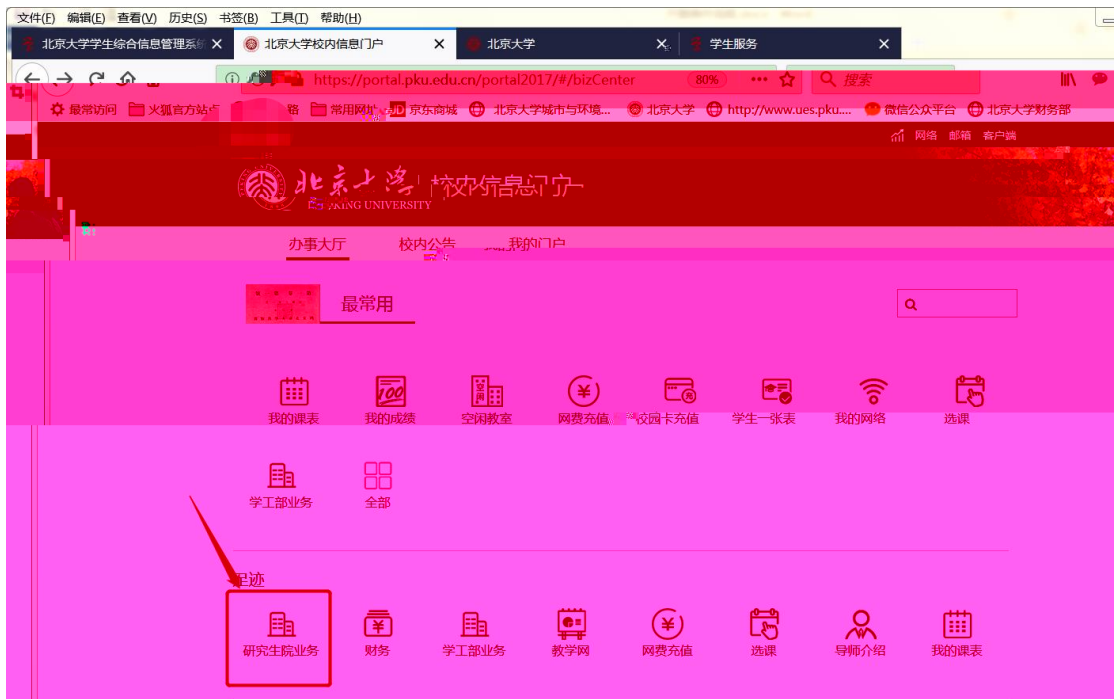 文件(F) 编辑(E) 查看(V) 历史(S) 书签(B) 工具(T) 帮助(H)
北京大学学生综合信息管理系统 北京大学校内信息门户 北京大学 学生服务
https://portal.pku.edu.cn/portal2017/#/bizCenter 80% 搜索
最常访问 火狐官方站点 路 常用网址 JD 京东商城 北京大学城市与环境... 北京大学 http://www.ues.pku.... 微信公众平台 北京大学财务部
网络 邮箱 客户端
北京大学 校内信息门户
PEKING UNIVERSITY
办事大厅 校内公告 我的门户
最常用
我的课表 我的成绩 空闲教室 网费充值 校园卡充值 学生一张表 我的网络 选课
学工部业务 全部
足迹
研究生院业务 财务 学工部业务 教学网 网费充值 选课 导师介绍 我的课表